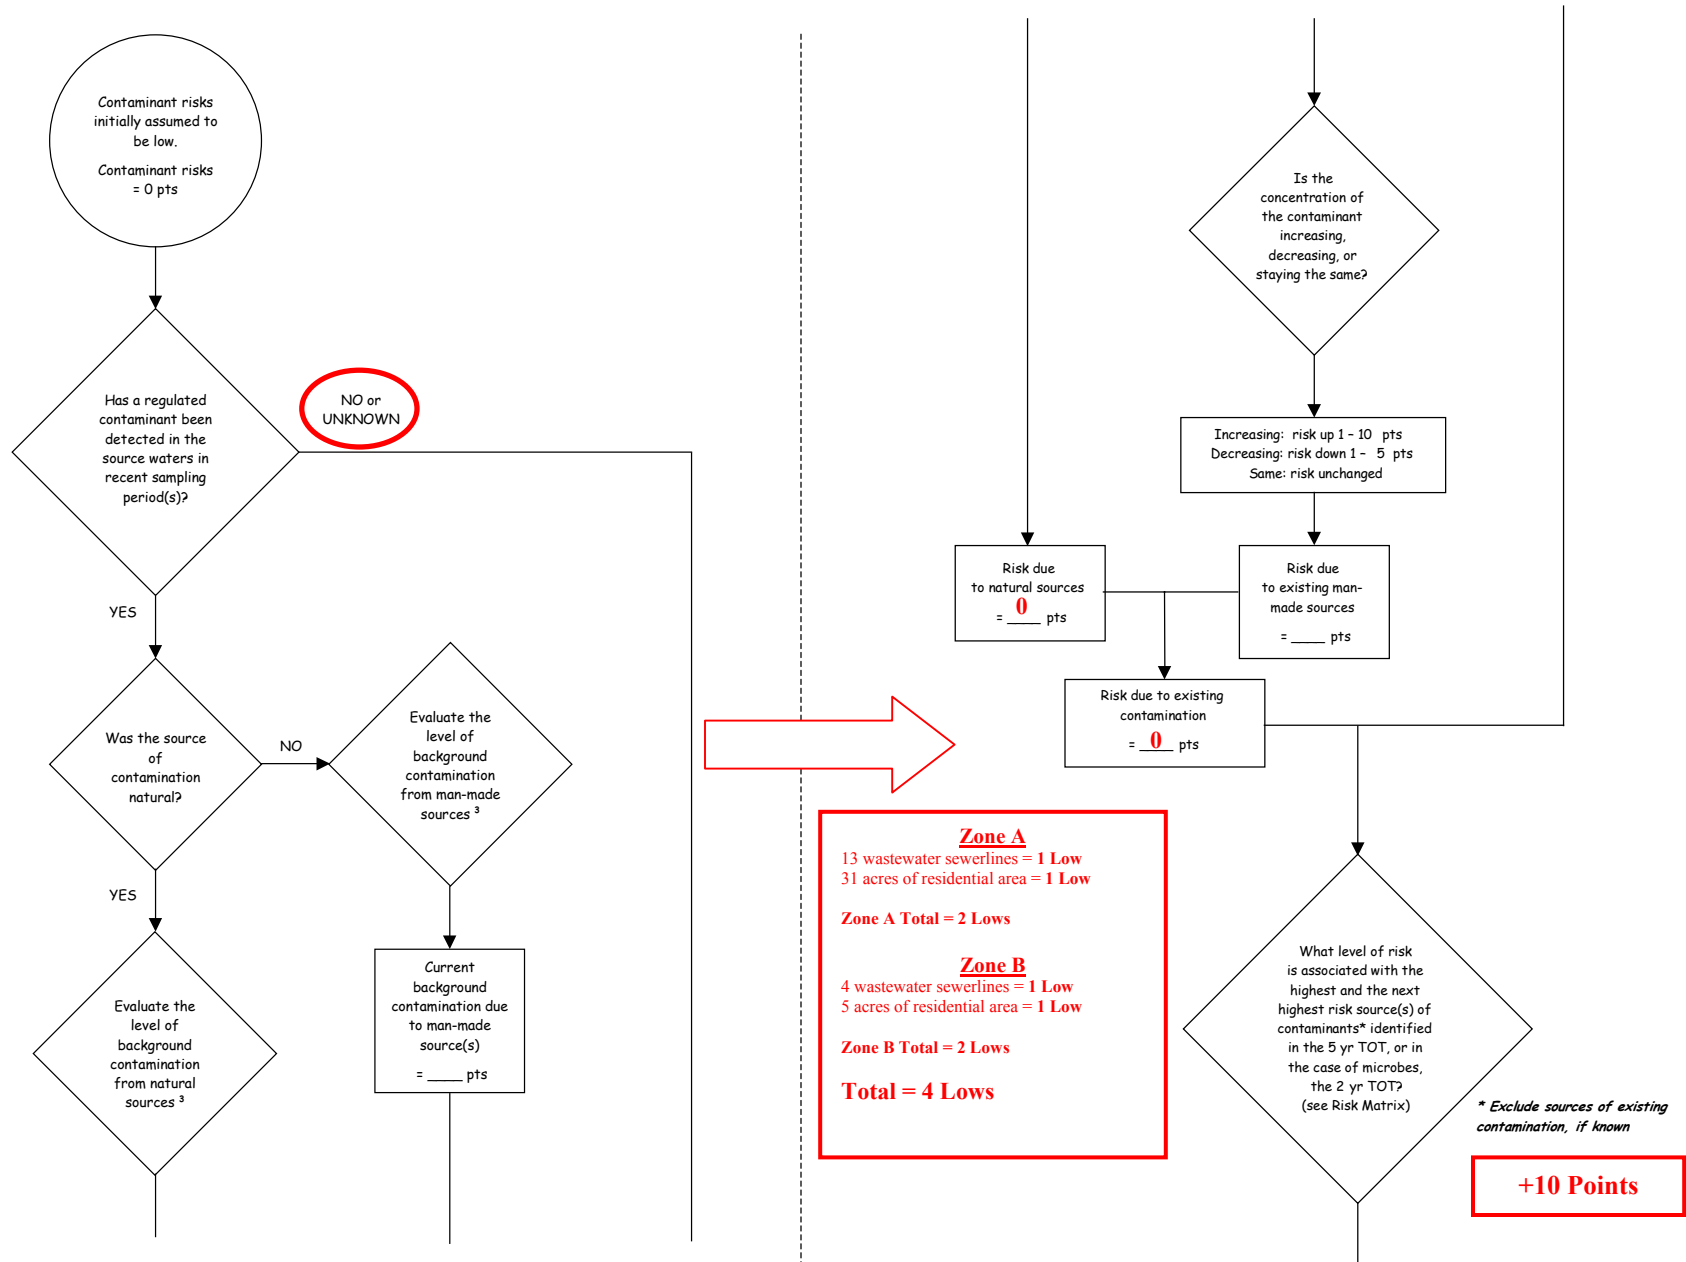 Contaminant risks
initially assumed to
be low.
Contaminant risks
= 0 pts
Has a regulated
contaminant been
detected in the
source waters in
recent sampling
period(s)?
NO or
UNKNOWN
YES
Was the source
of
contamination
natural?
NO
Evaluate the
level of
background
contamination
from man-made
sources ³
YES
Evaluate the
level of
background
contamination
from natural
sources ³
Current
background
contamination due
to man-made
source(s)
= ____ pts
Is the
concentration of
the contaminant
increasing,
decreasing, or
staying the same?
Increasing: risk up 1 – 10 pts
Decreasing: risk down 1 – 5 pts
Same: risk unchanged
Risk due
to natural sources
0
= ____ pts
Risk due
to existing man-
made sources
= ____ pts
Risk due to existing
contamination
= 0 pts
Zone A
13 wastewater sewerlines = 1 Low
31 acres of residential area = 1 Low
Zone A Total = 2 Lows
Zone B
4 wastewater sewerlines = 1 Low
5 acres of residential area = 1 Low
Zone B Total = 2 Lows
Total = 4 Lows
What level of risk
is associated with the
highest and the next
highest risk source(s) of
contaminants* identified
in the 5 yr TOT, or in
the case of microbes,
the 2 yr TOT?
(see Risk Matrix)
* Exclude sources of existing
contamination, if known
+10 Points